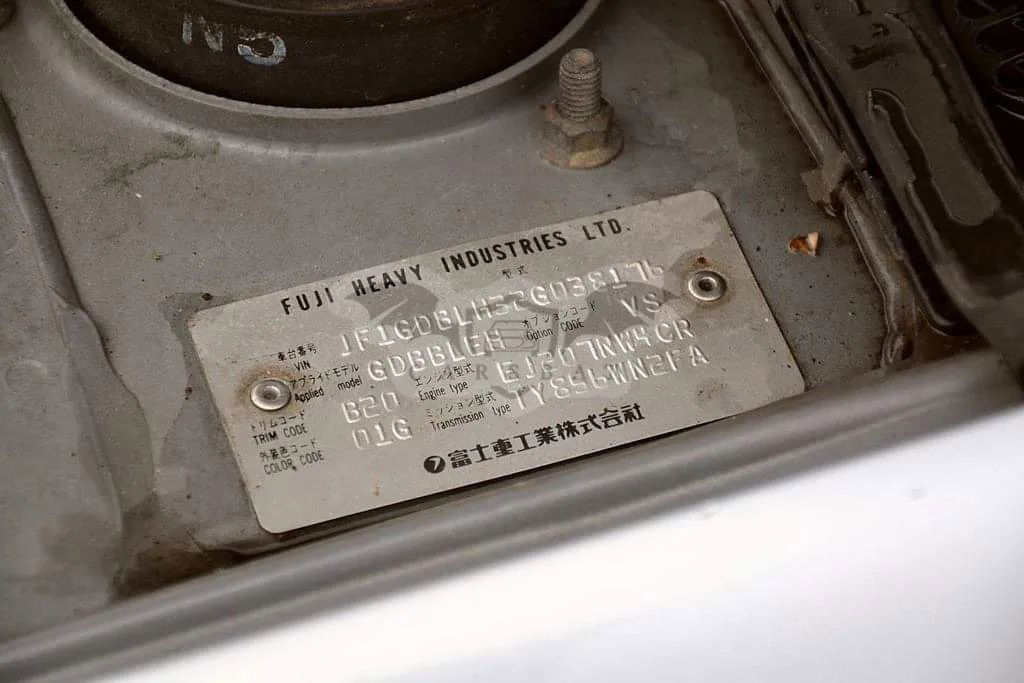 FUJI HEAVY INDUSTRIES LTD.
型式
車台番号 JF1GDBLH32G038176
VIN
アプライドモデル GDBBLEH オプションコード YS
Applied model Option CODE
トリムコード B20 エンジン型式 EJ207NW4CR
TRIM CODE Engine type
外装色コード 01G ミッション型式 TY856WN2FA
COLOR CODE Transmission type
富士重工業株式会社